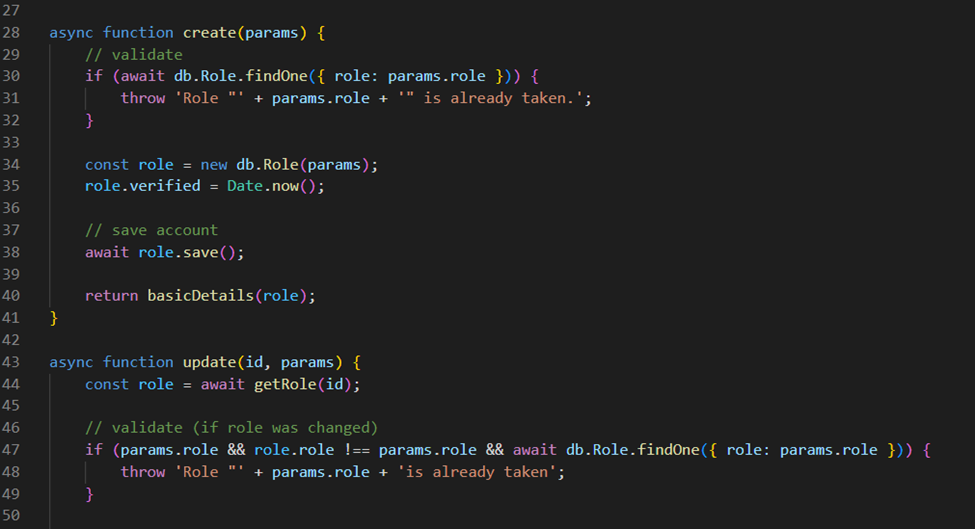 27
28 async function create(params) {
29     // validate
30     if (await db.Role.findOne({ role: params.role })) {
31         throw 'Role "' + params.role + '" is already taken.';
32     }
33
34     const role = new db.Role(params);
35     role.verified = Date.now();
36
37     // save account
38     await role.save();
39
40     return basicDetails(role);
41 }
42
43 async function update(id, params) {
44     const role = await getRole(id);
45
46     // validate (if role was changed)
47     if (params.role && role.role !== params.role && await db.Role.findOne({ role: params.role })) {
48         throw 'Role "' + params.role + 'is already taken';
49     }
50